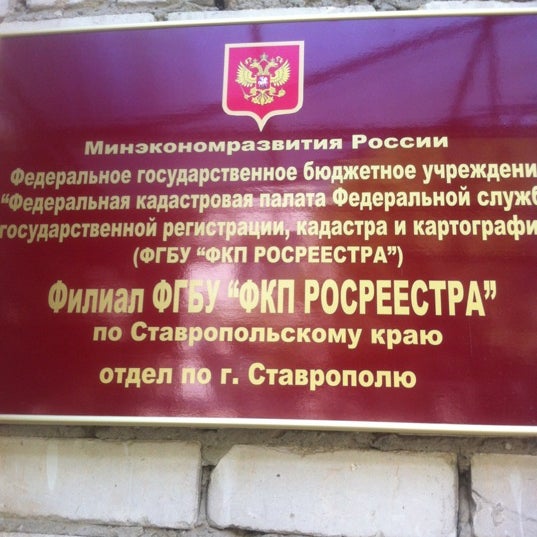 Минэкономразвития России
Федеральное государственное бюджетное учреждени
“Федеральная кадастровая палата Федеральной служб
государственной регистрации, кадастра и картографи
(ФГБУ “ФКП РОСРЕЕСТРА”)
Филиал ФГБУ “ФКП РОСРЕЕСТРА”
по Ставропольскому краю
отдел по г. Ставрополю